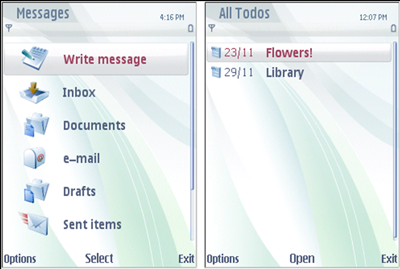 Messages
4:16 PM
Write message
Inbox
Documents
e-mail
Drafts
Sent items
Options Select Exit
All Todos
12:07 PM
23/11 Flowers!
29/11 Library
Options Open Exit